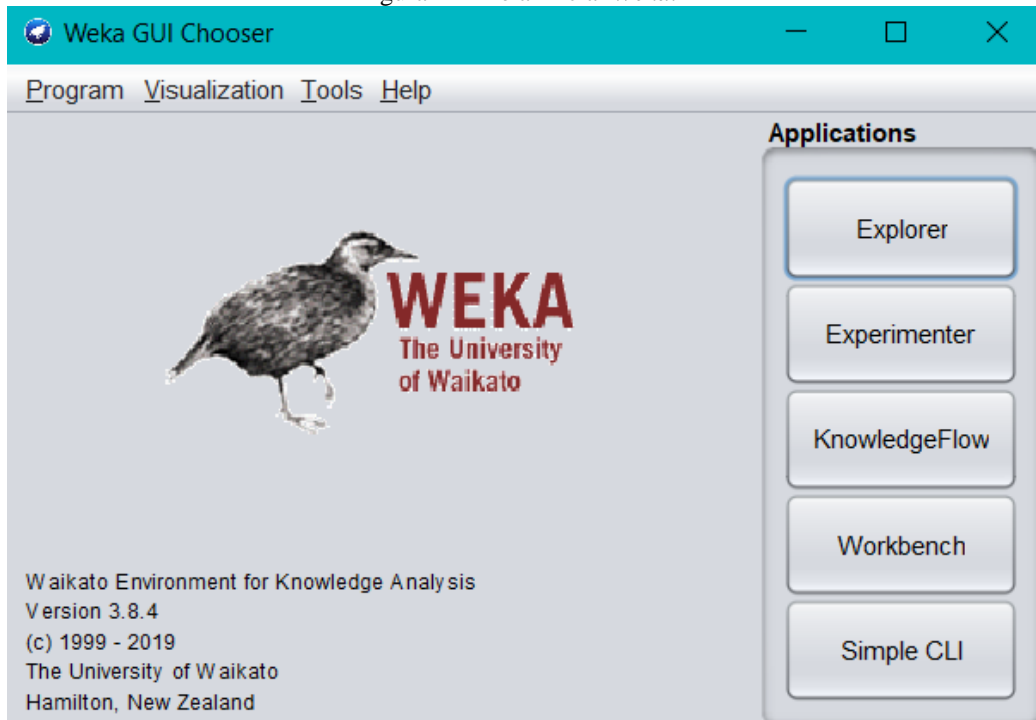 Weka GUI Chooser
Program Visualization Tools Help
Applications
Explorer
Experimenter
KnowledgeFlow
Workbench
Simple CLI
WEKA
The University
of Waikato
Waikato Environment for Knowledge Analysis
Version 3.8.4
(c) 1999 - 2019
The University of Waikato
Hamilton, New Zealand